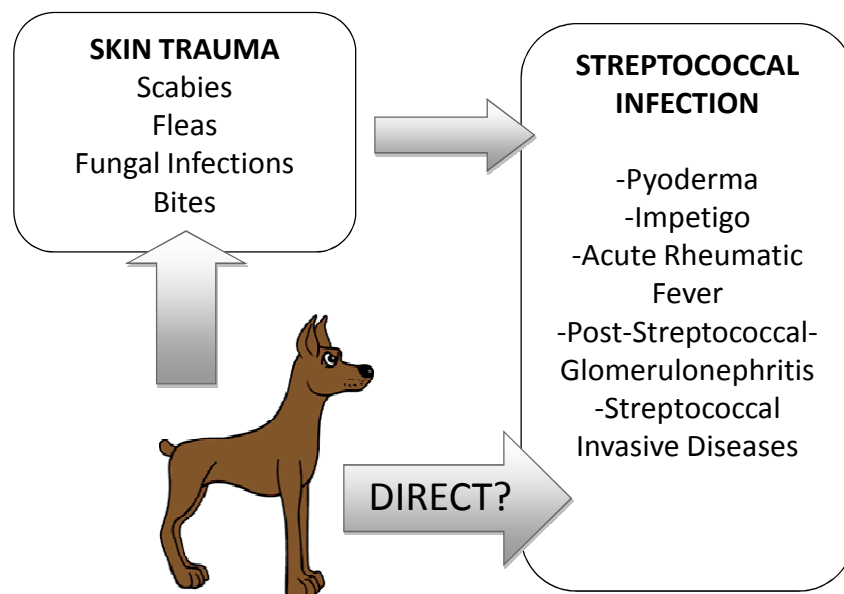 SKIN TRAUMA
Scabies
Fleas
Fungal Infections
Bites
STREPTOCOCCAL
INFECTION
-Pyoderma
-Impetigo
-Acute Rheumatic
Fever
-Post-Streptococcal-
Glomerulonephritis
-Streptococcal
Invasive Diseases
DIRECT?